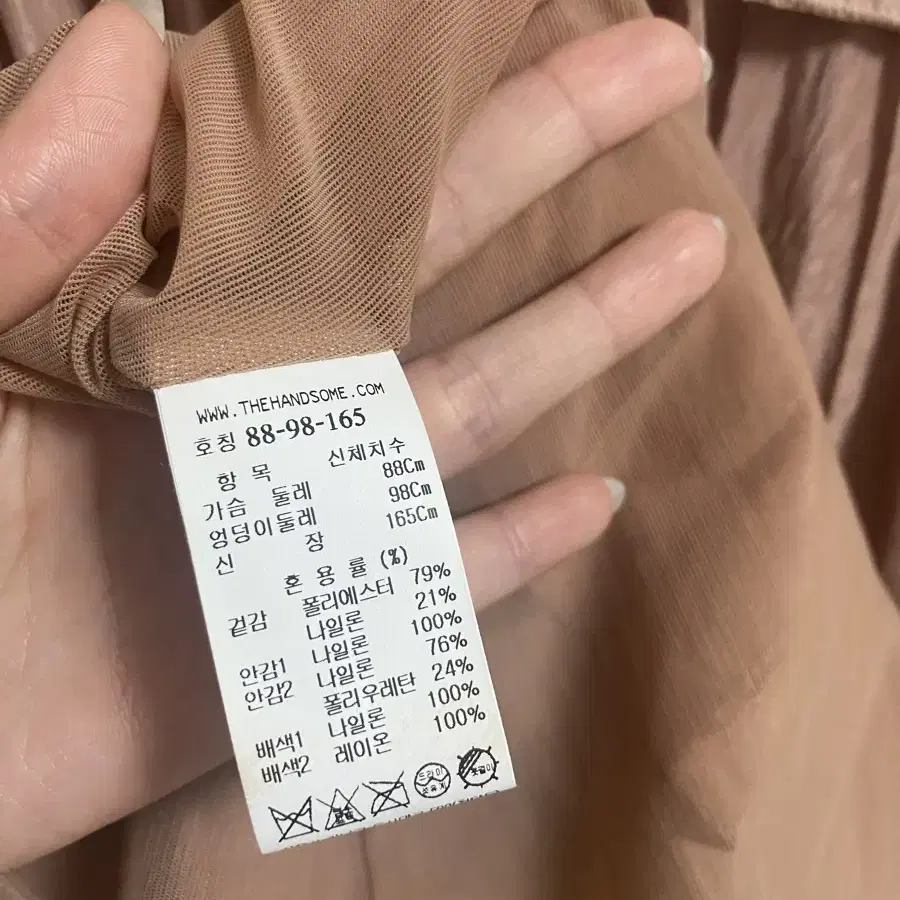 WWW.THEHANDSOME.COM
호칭 88-98-165
항 목 신체치수
가슴 둘레 88Cm
엉덩이둘레 98Cm
신 장 165Cm
혼 용 률 (%)
겉감 폴리에스터 79%
나일론 21%
안감1 나일론 100%
안감2 나일론 76%
폴리우레탄 24%
배색1 나일론 100%
배색2 레이온 100%
드라이